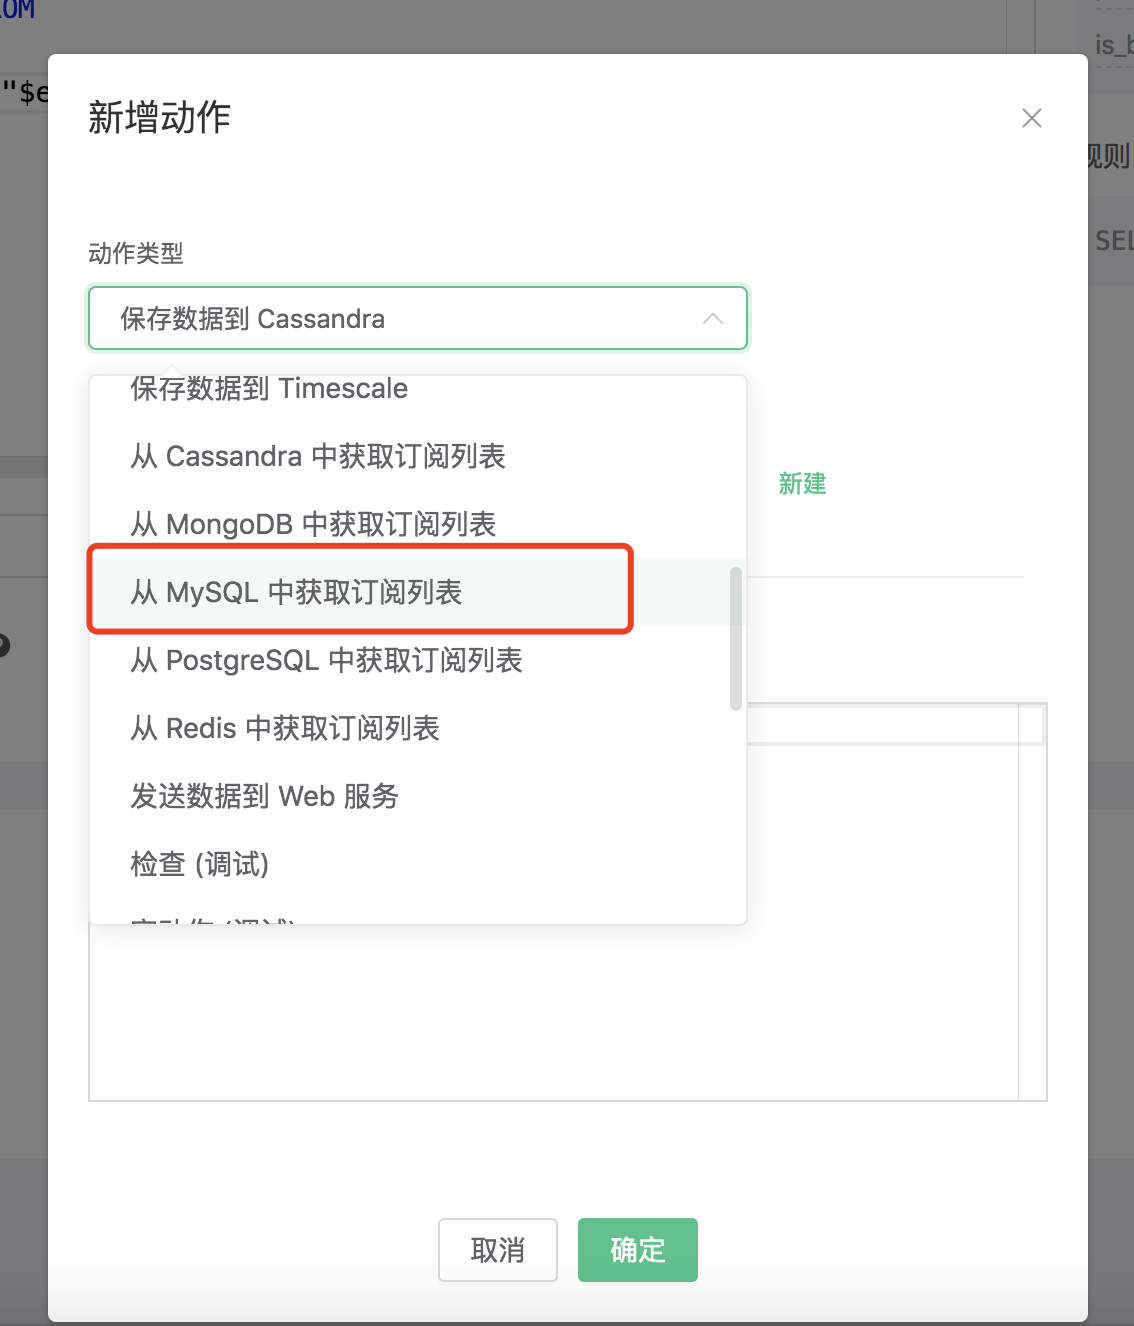 OM
is_b
"$e
新增动作
规则
动作类型
SEL
保存数据到 Cassandra
保存数据到 Timescale
从 Cassandra 中获取订阅列表
新建
从 MongoDB 中获取订阅列表
从 MySQL 中获取订阅列表
从 PostgreSQL 中获取订阅列表
从 Redis 中获取订阅列表
发送数据到 Web 服务
检查 (调试)
取消
确定